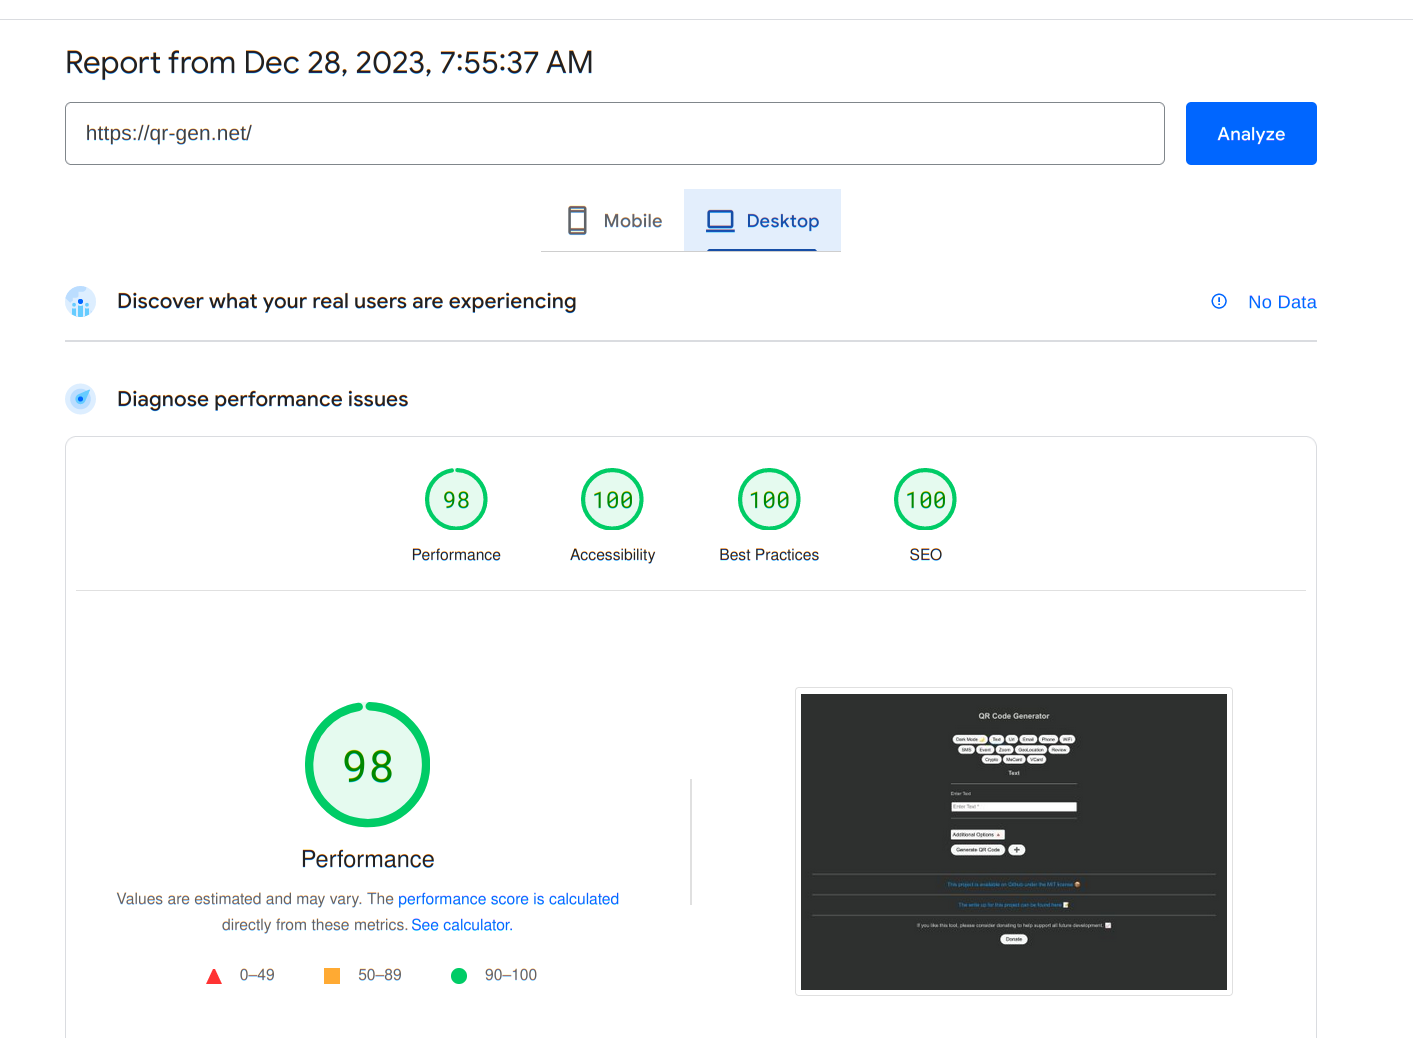 Report from Dec 28, 2023, 7:55:37 AM
https://qr-gen.net/
Analyze
Mobile
Desktop
Discover what your real users are experiencing
No Data
Diagnose performance issues
98
100
100
100
Performance
Accessibility
Best Practices
SEO
98
Performance
Values are estimated and may vary. The performance score is calculated
directly from these metrics. See calculator.
0–49
50–89
90–100
QR Code Generator
Dark Mode Text Url Email Phone WiFi
SMS Event Zoom GeoLocation Review
Crypto MeCard VCard
Text
Enter Text
Enter Text *
Additional Options
Generate QR Code
This project is available on Github under the MIT license
The write up for this project can be found here
If you like this tool, please consider donating to help support all future development.
Donate